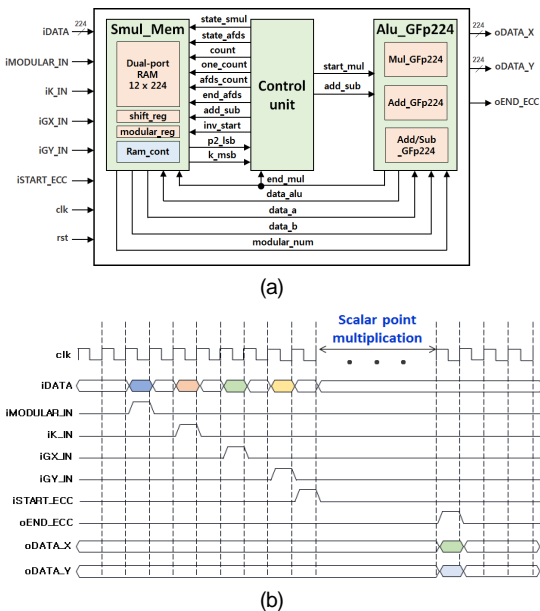 224
iDATA
iMODULAR_IN
iK_IN
iGX_IN
iGY_IN
iSTART_ECC
clk
rst
Smul_Mem
Dual-port
RAM
12 x 224
shift_reg
modular_reg
Ram_cont
state_smul
state_afds
count
one_count
afds_count
end_afds
add_sub
inv_start
p2_lsb
k_msb
Control
unit
start_mul
add_sub
Alu_GFp224
Mul_GFp224
Add_GFp224
Add/Sub
_GFp224
end_mul
data_alu
data_a
data_b
modular_num
224
oDATA_X
224
oDATA_Y
oEND_ECC
(a)
Scalar point
multiplication
clk
iDATA
iMODULAR_IN
iK_IN
iGX_IN
iGY_IN
iSTART_ECC
oEND_ECC
oDATA_X
oDATA_Y
(b)